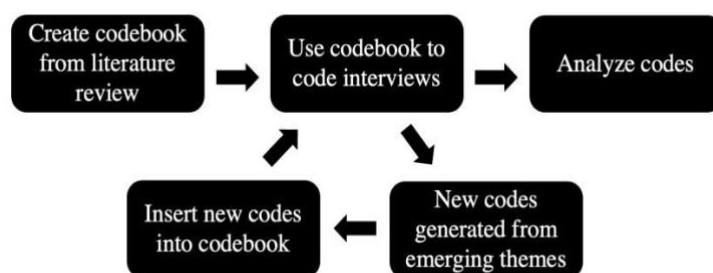 Create codebook
from literature
review
Use codebook to
code interviews
Analyze codes
New codes
generated from
emerging themes
Insert new codes
into codebook